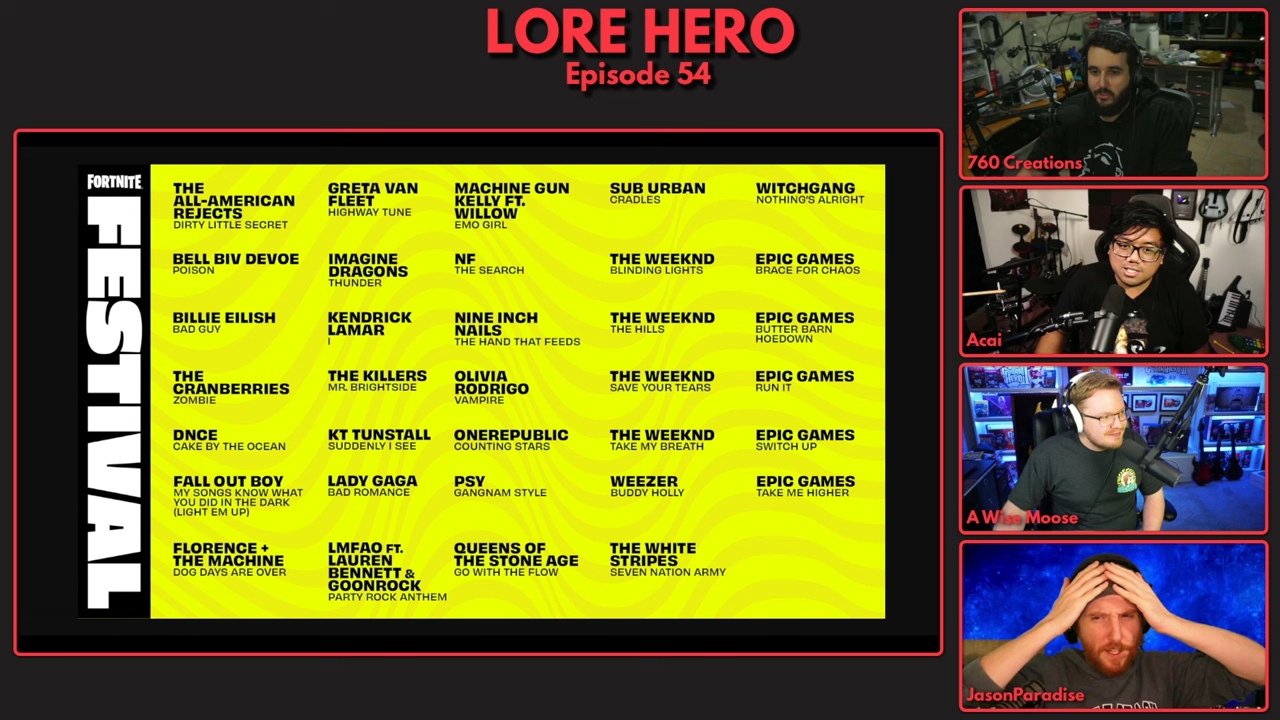 LORE HERO
Episode 54
FORTNITE
FESTIVAL
THE
ALL-AMERICAN
REJECTS
DIRTY LITTLE SECRET
BELL BIV DEVOE
POISON
BILLIE EILISH
BAD GUY
THE
CRANBERRIES
ZOMBIE
DNCE
CAKE BY THE OCEAN
FALL OUT BOY
MY SONGS KNOW WHAT
YOU DID IN THE DARK
(LIGHT EM UP)
FLORENCE +
THE MACHINE
DOG DAYS ARE OVER
GRETA VAN
FLEET
HIGHWAY TUNE
IMAGINE
DRAGONS
THUNDER
KENDRICK
LAMAR
I
THE KILLERS
MR. BRIGHTSIDE
KT TUNSTALL
SUDDENLY I SEE
LADY GAGA
BAD ROMANCE
LMFAO FT.
LAUREN
BENNETT &
GOONROCK
PARTY ROCK ANTHEM
MACHINE GUN
KELLY FT.
WILLOW
EMO GIRL
NF
THE SEARCH
NINE INCH
NAILS
THE HAND THAT FEEDS
OLIVIA
RODRIGO
VAMPIRE
ONEREPUBLIC
COUNTING STARS
PSY
GANGNAM STYLE
QUEENS OF
THE STONE AGE
GO WITH THE FLOW
SUB URBAN
CRADLES
THE WEEKND
BLINDING LIGHTS
THE WEEKND
THE HILLS
THE WEEKND
SAVE YOUR TEARS
THE WEEKND
TAKE MY BREATH
WEEZER
BUDDY HOLLY
THE WHITE
STRIPES
SEVEN NATION ARMY
WITCHGANG
NOTHING'S ALRIGHT
EPIC GAMES
BRACE FOR CHAOS
EPIC GAMES
BUTTER BARN
HOEDOWN
EPIC GAMES
RUN IT
EPIC GAMES
SWITCH UP
EPIC GAMES
TAKE ME HIGHER
760 Creations
Acai
A Wise Moose
JasonParadise